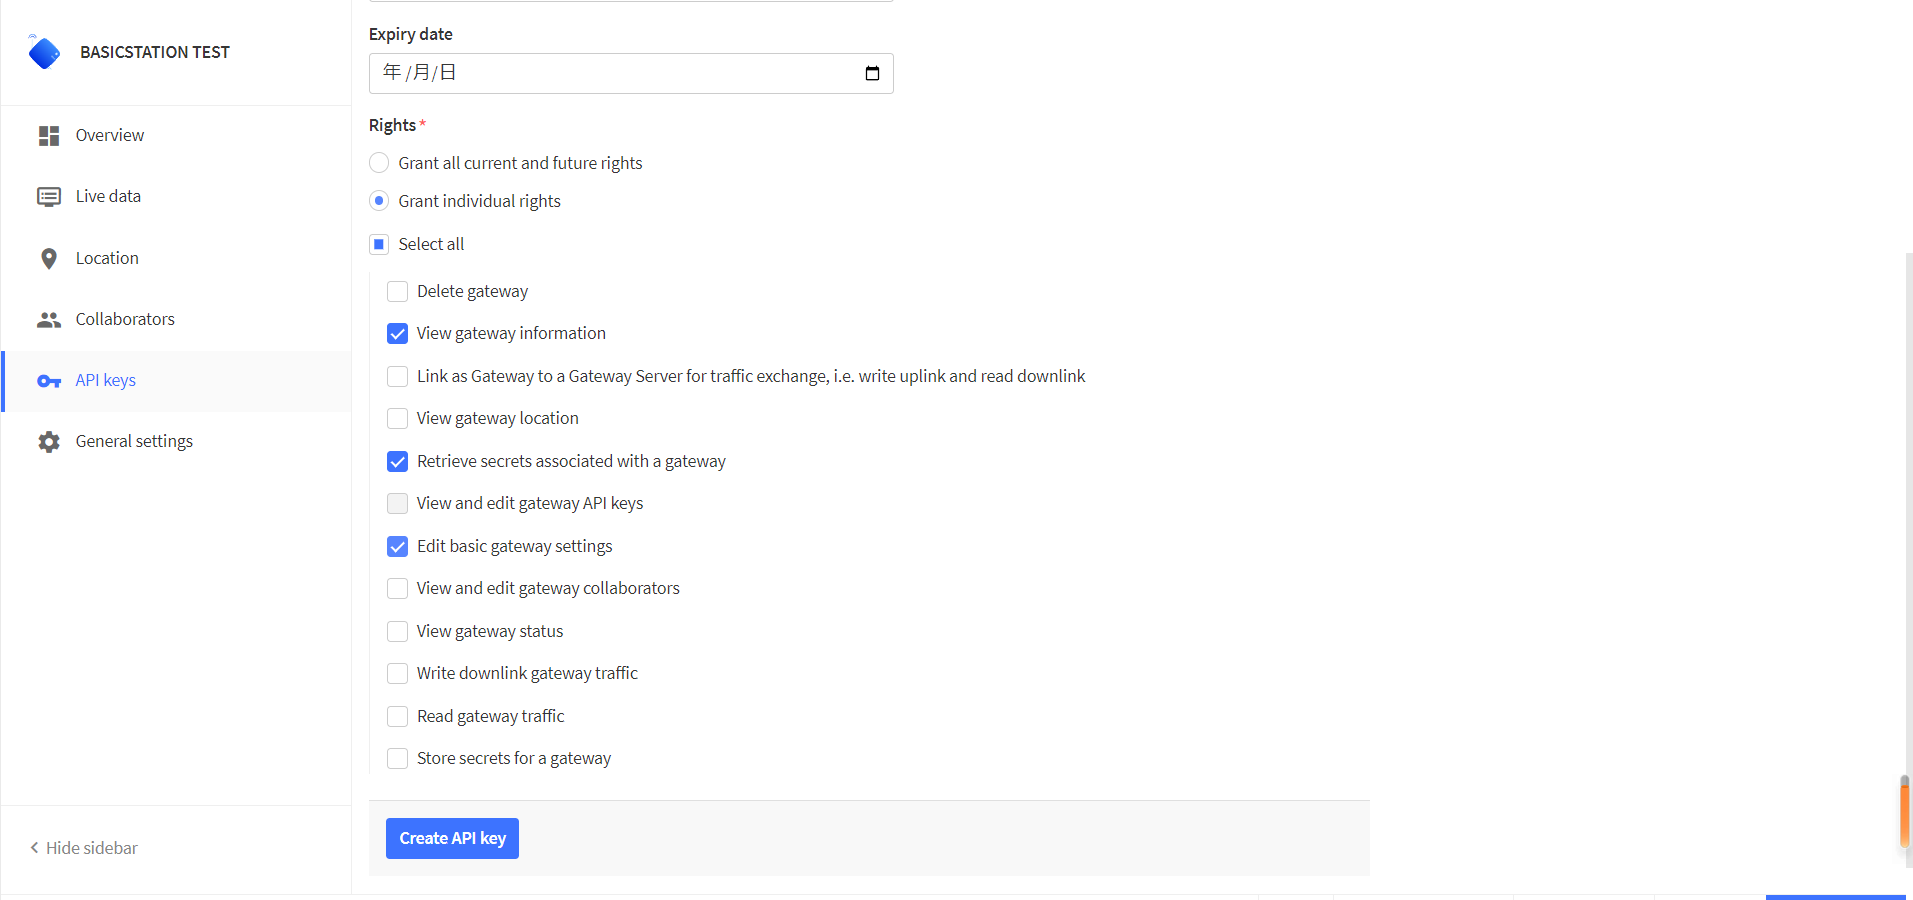 BASICSTATION TEST
Overview
Live data
Location
Collaborators
API keys
General settings
Hide sidebar
Expiry date
年 /月/日
Rights *
Grant all current and future rights
Grant individual rights
Select all
Delete gateway
View gateway information
Link as Gateway to a Gateway Server for traffic exchange, i.e. write uplink and read downlink
View gateway location
Retrieve secrets associated with a gateway
View and edit gateway API keys
Edit basic gateway settings
View and edit gateway collaborators
View gateway status
Write downlink gateway traffic
Read gateway traffic
Store secrets for a gateway
Create API key